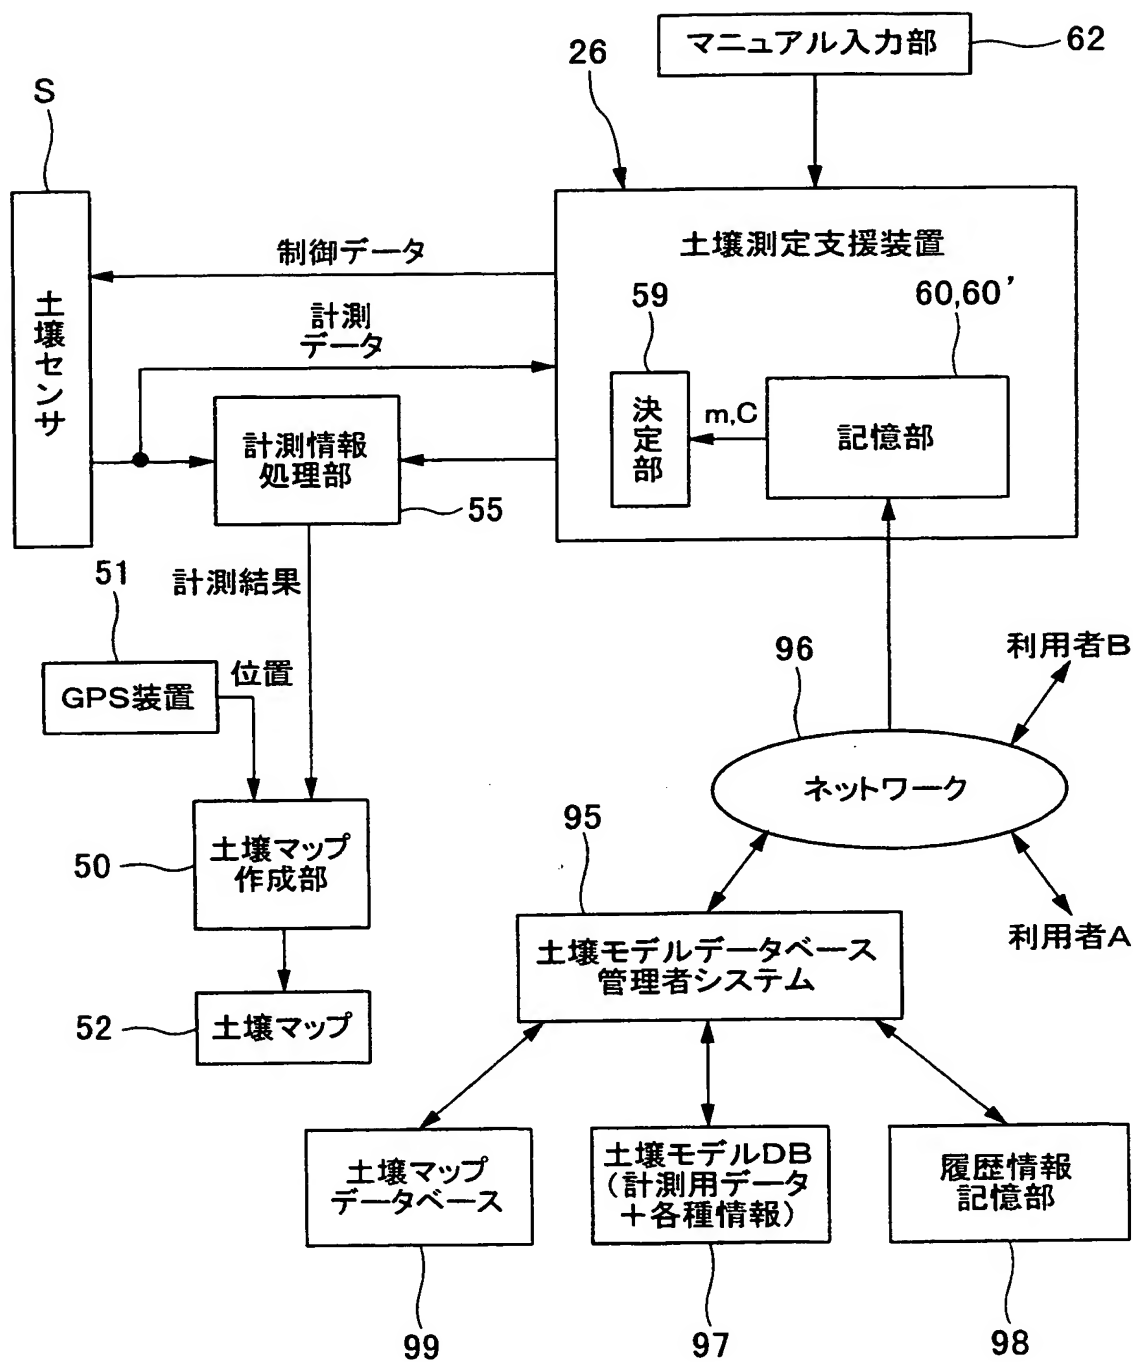 マニュアル入力部
62
26
S
土壌測定支援装置
制御データ
59
60,60’
土壌センサ
計測
データ
決定部
m,C
記憶部
計測情報
処理部
55
51
計測結果
GPS装置
位置
96
利用者B
ネットワーク
95
50
土壌マップ
作成部
利用者A
土壌モデルデータベース
管理者システム
52
土壌マップ
土壌マップ
データベース
土壌モデルDB
(計測用データ
+各種情報)
履歴情報
記憶部
99
97
98